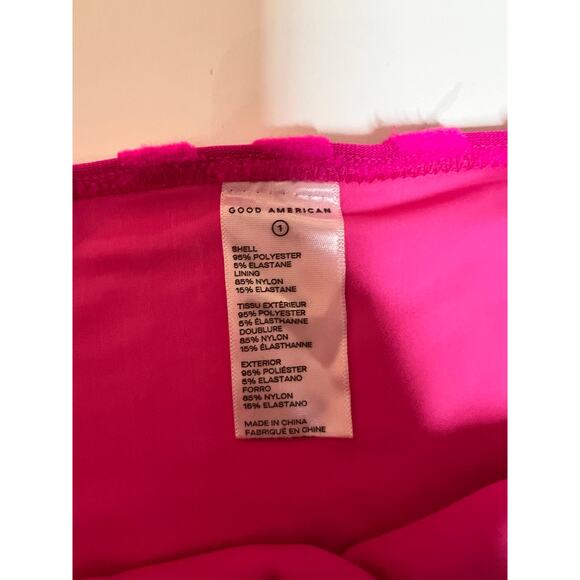 GOOD AMERICAN
1
SHELL
95% POLYESTER
5% ELASTANE
LINING
85% NYLON
15% ELASTANE
TISSU EXTÉRIEUR
95% POLYESTER
5% ÉLASTHANNE
DOUBLURE
85% NYLON
15% ÉLASTHANNE
EXTERIOR
95% POLIÉSTER
5% ELASTANO
FORRO
85% NYLON
15% ELASTANO
MADE IN CHINA
FABRIQUÉ EN CHINE